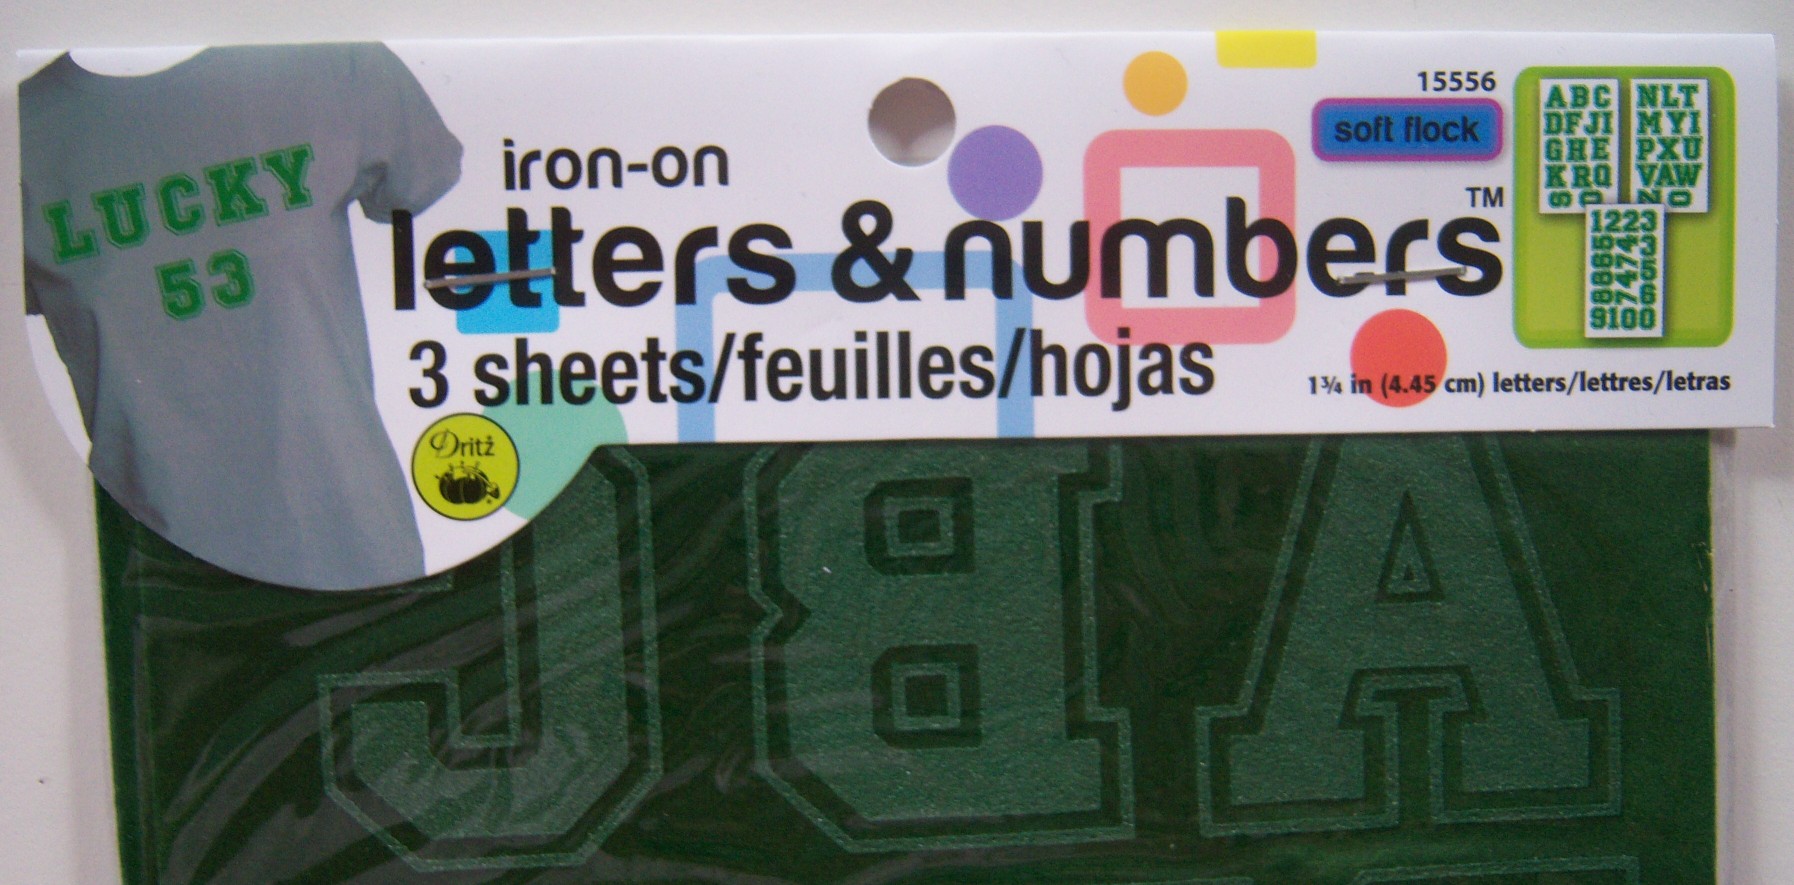 LUCKY
53
iron-on
letters & numbers™
3 sheets/feuilles/hojas
Dritz
15556
soft flock
ABC
DFJI
GHE
KRQ
NLT
MYI
PXU
VAW
1223
9100
1¾ in (4.45 cm) letters/lettres/letras
C B A